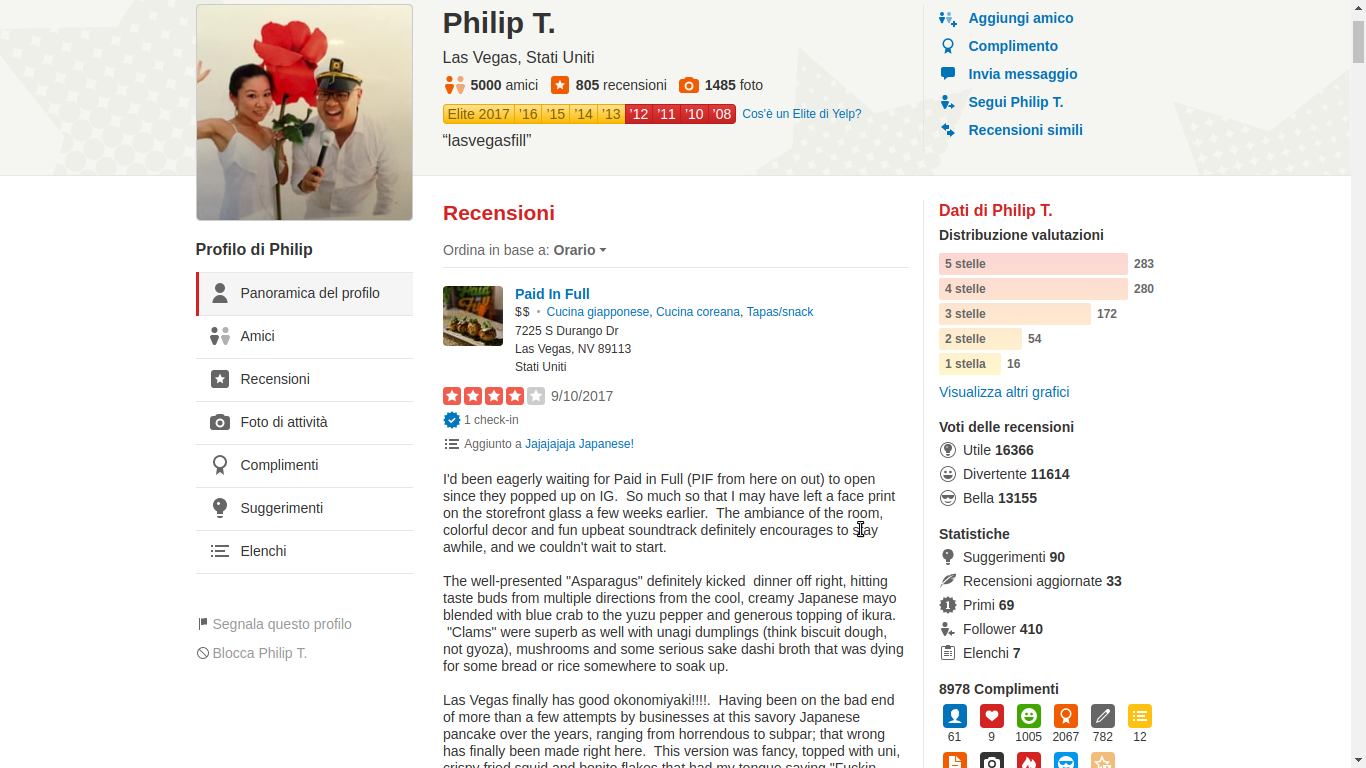 Philip T.
Las Vegas, Stati Uniti
5000 amici 805 recensioni 1485 foto
Elite 2017 '16 '15 '14 '13 '12 '11 '10 '08 Cos'è un Elite di Yelp?
“lasvegasfill”
Aggiungi amico
Complimento
Invia messaggio
Segui Philip T.
Recensioni simili
Profilo di Philip
Panoramica del profilo
Amici
Recensioni
Foto di attività
Complimenti
Suggerimenti
Elenchi
Segnala questo profilo
Blocca Philip T.
Recensioni
Ordina in base a: Orario
Paid In Full
$$ • Cucina giapponese, Cucina coreana, Tapas/snack
7225 S Durango Dr
Las Vegas, NV 89113
Stati Uniti
9/10/2017
1 check-in
Aggiunto a Jajajajaja Japanese!
I'd been eagerly waiting for Paid in Full (PIF from here on out) to open
since they popped up on IG.  So much so that I may have left a face print
on the storefront glass a few weeks earlier.  The ambiance of the room,
colorful decor and fun upbeat soundtrack definitely encourages to stay
awhile, and we couldn't wait to start.
The well-presented "Asparagus" definitely kicked  dinner off right, hitting
taste buds from multiple directions from the cool, creamy Japanese mayo
blended with blue crab to the yuzu pepper and generous topping of ikura.
"Clams" were superb as well with unagi dumplings (think biscuit dough,
not gyoza), mushrooms and some serious sake dashi broth that was dying
for some bread or rice somewhere to soak up.
Las Vegas finally has good okonomiyaki!!!!.  Having been on the bad end
of more than a few attempts by businesses at this savory Japanese
pancake over the years, ranging from horrendous to subpar; that wrong
has finally been made right here.  This version was fancy, topped with uni,
crispy fried squid and bonito flakes that had my tongue saying "Fuckin
Dati di Philip T.
Distribuzione valutazioni
5 stelle 283
4 stelle 280
3 stelle 172
2 stelle 54
1 stella 16
Visualizza altri grafici
Voti delle recensioni
Utile 16366
Divertente 11614
Bella 13155
Statistiche
Suggerimenti 90
Recensioni aggiornate 33
Primi 69
Follower 410
Elenchi 7
8978 Complimenti
61 9 1005 2067 782 12